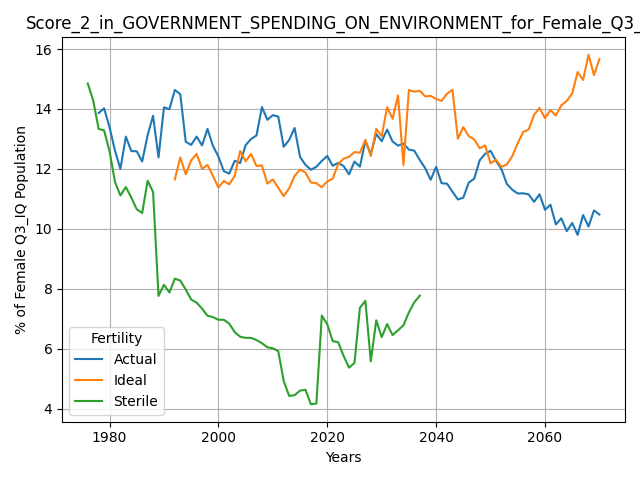 Score_2_in_GOVERNMENT_SPENDING_ON_ENVIRONMENT_for_Female_Q3_
16
14
12
10
8
6
4
% of Female Q3_IQ Population
Fertility
Actual
Ideal
Sterile
1980 2000 2020 2040 2060
Years